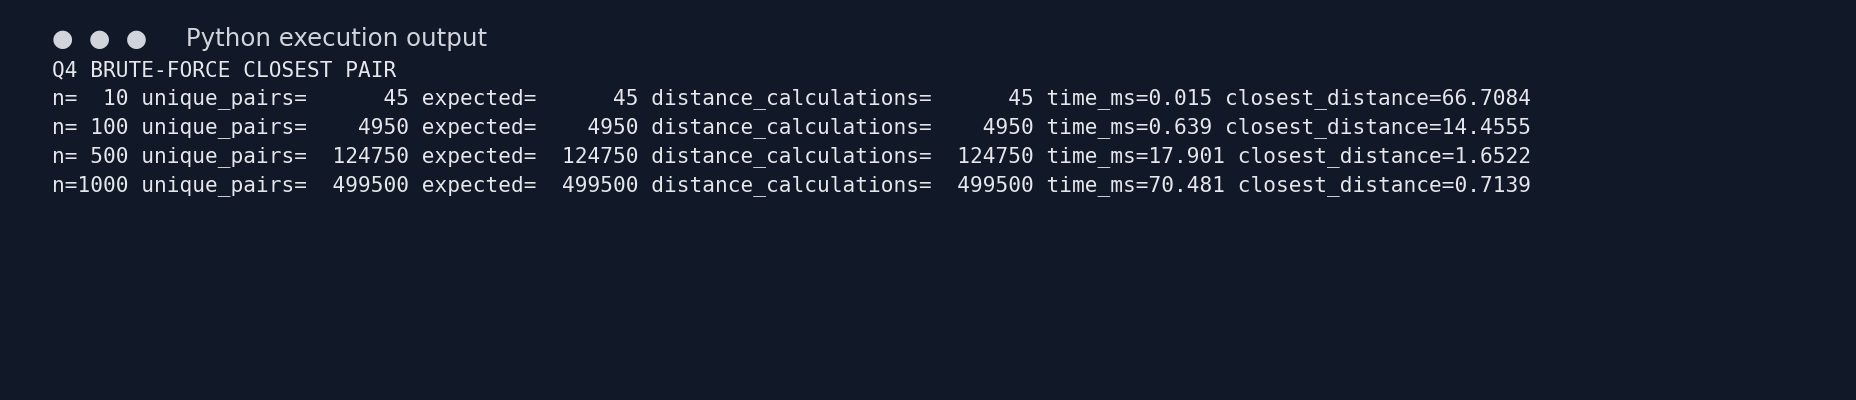 Python execution output
Q4 BRUTE-FORCE CLOSEST PAIR
n=  10 unique_pairs=      45 expected=      45 distance_calculations=      45 time_ms=0.015 closest_distance=66.7084
n= 100 unique_pairs=    4950 expected=    4950 distance_calculations=    4950 time_ms=0.639 closest_distance=14.4555
n= 500 unique_pairs=  124750 expected=  124750 distance_calculations=  124750 time_ms=17.901 closest_distance=1.6522
n=1000 unique_pairs=  499500 expected=  499500 distance_calculations=  499500 time_ms=70.481 closest_distance=0.7139